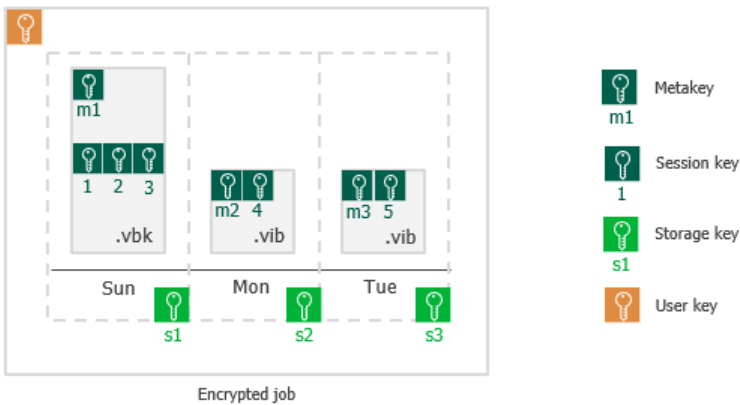 m1
1 2 3
.vbk
m2 4
.vib
m3 5
.vib
Sun
Mon
Tue
s1
s2
s3
Encrypted job
Metakey
m1
Session key
1
Storage key
s1
User key